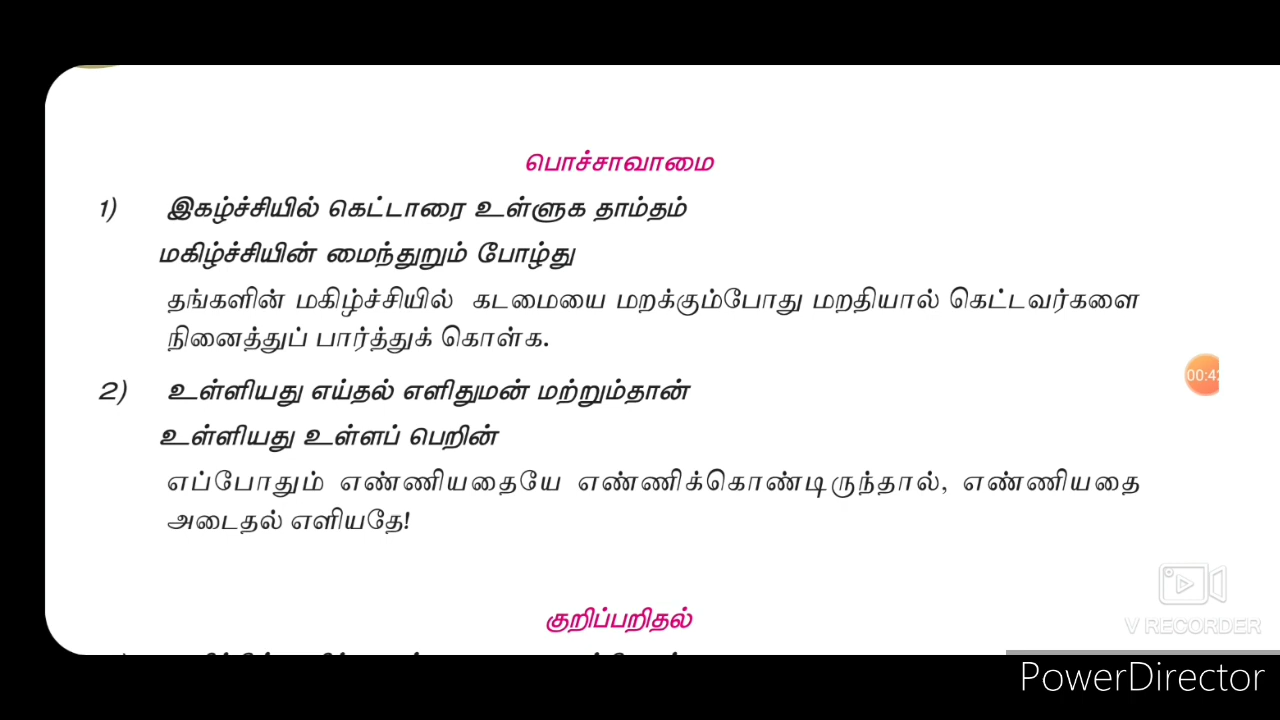 பொச்சாவாமை
1) இகழ்ச்சியில் கெட்டாரை உள்ளுக தாம்தம்
மகிழ்ச்சியின் மைந்துறும் போழ்து
தங்களின் மகிழ்ச்சியில் கடமையை மறக்கும்போது மறதியால் கெட்டவர்களை
நினைத்துப் பார்த்துக் கொள்க.
2) உள்ளியது எய்தல் எளிதுமன் மற்றும்தான்
உள்ளியது உள்ளப் பெறின்
எப்போதும் எண்ணியதையே எண்ணிக்கொண்டிருந்தால், எண்ணியதை
அடைதல் எளியதே!
குறிப்பறிதல்
V RECORDER
PowerDirector